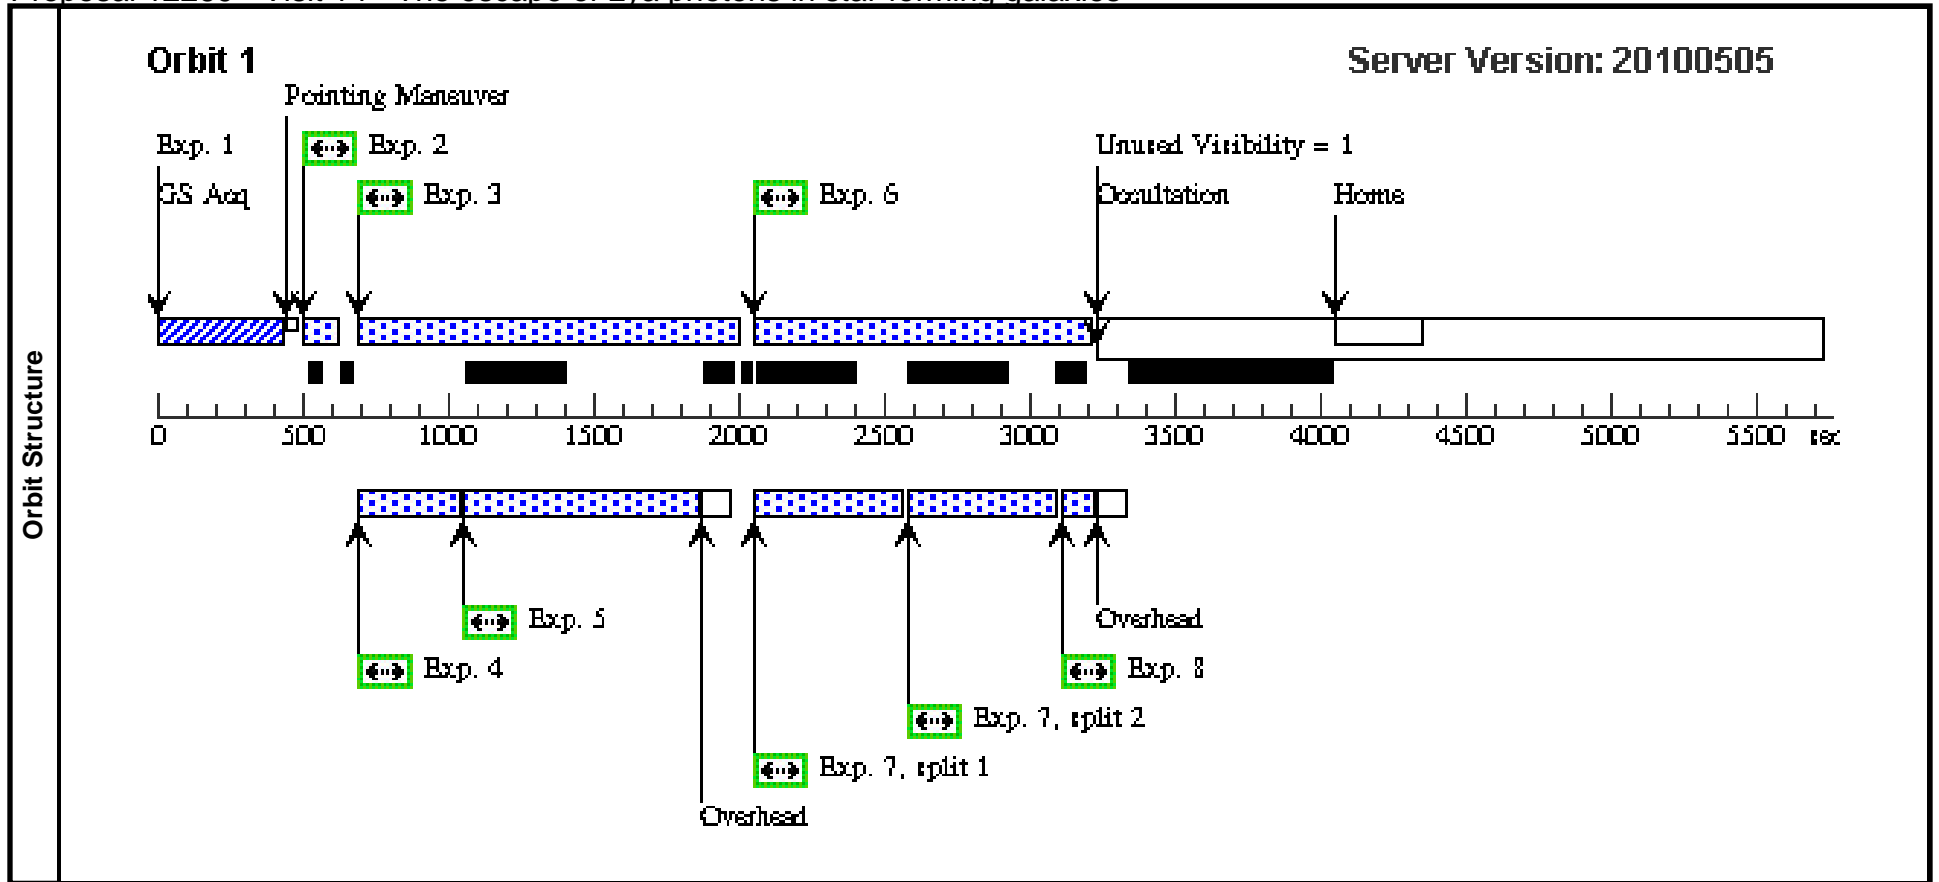 Orbit 1
Server Version: 20100505
Pointing Maneuver
Exp. 1
Exp. 2
Unused Visibility = 1
GS Acq
Exp. 3
Exp. 6
Occultation
Home
0 500 1000 1500 2000 2500 3000 3500 4000 4500 5000 5500 sec
Orbit Structure
Exp. 5
Overhead
Exp. 4
Exp. 8
Exp. 7, split 2
Exp. 7, split 1
Overhead